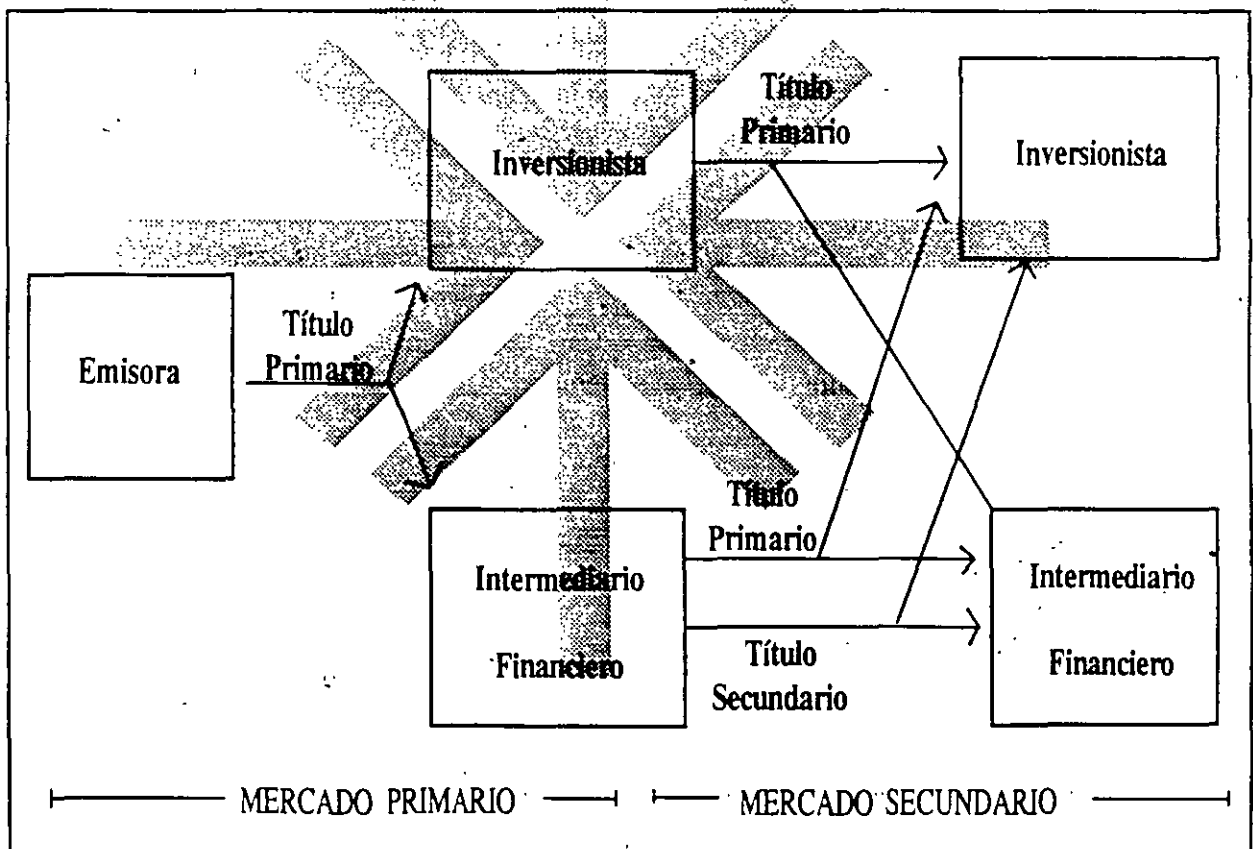 Título
Primario
Inversionista
Inversionista
Título
Primario
Emisora
Título
Primario
Intermediario
Financiero
Intermediario
Financiero
Título
Secundario
MERCADO PRIMARIO
MERCADO SECUNDARIO